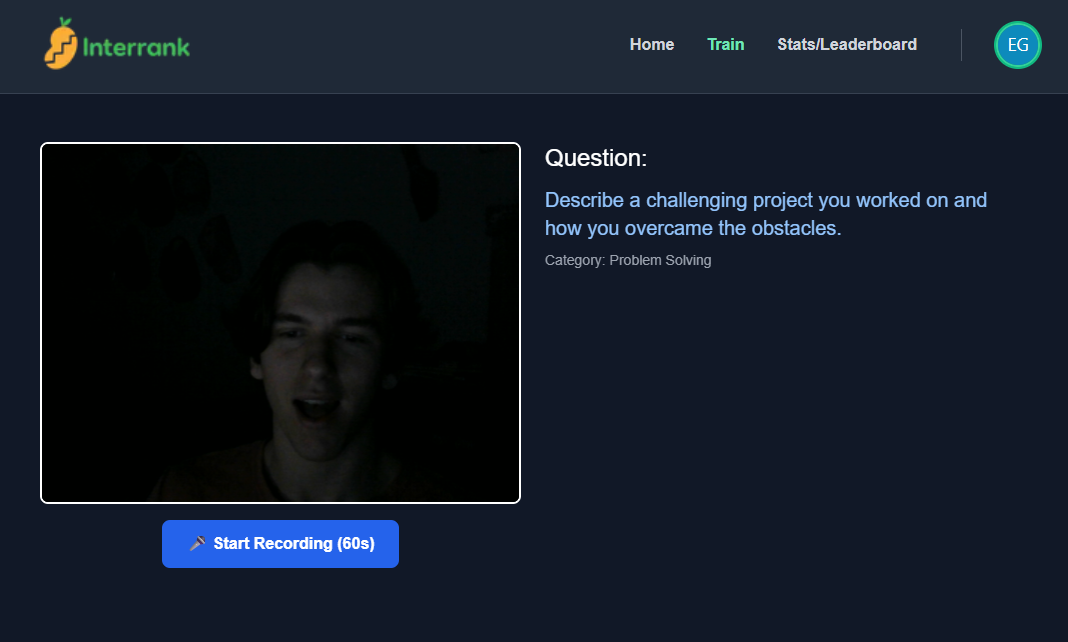 Interrank
Home
Train
Stats/Leaderboard
EG
Question:
Describe a challenging project you worked on and
how you overcame the obstacles.
Category: Problem Solving
Start Recording (60s)